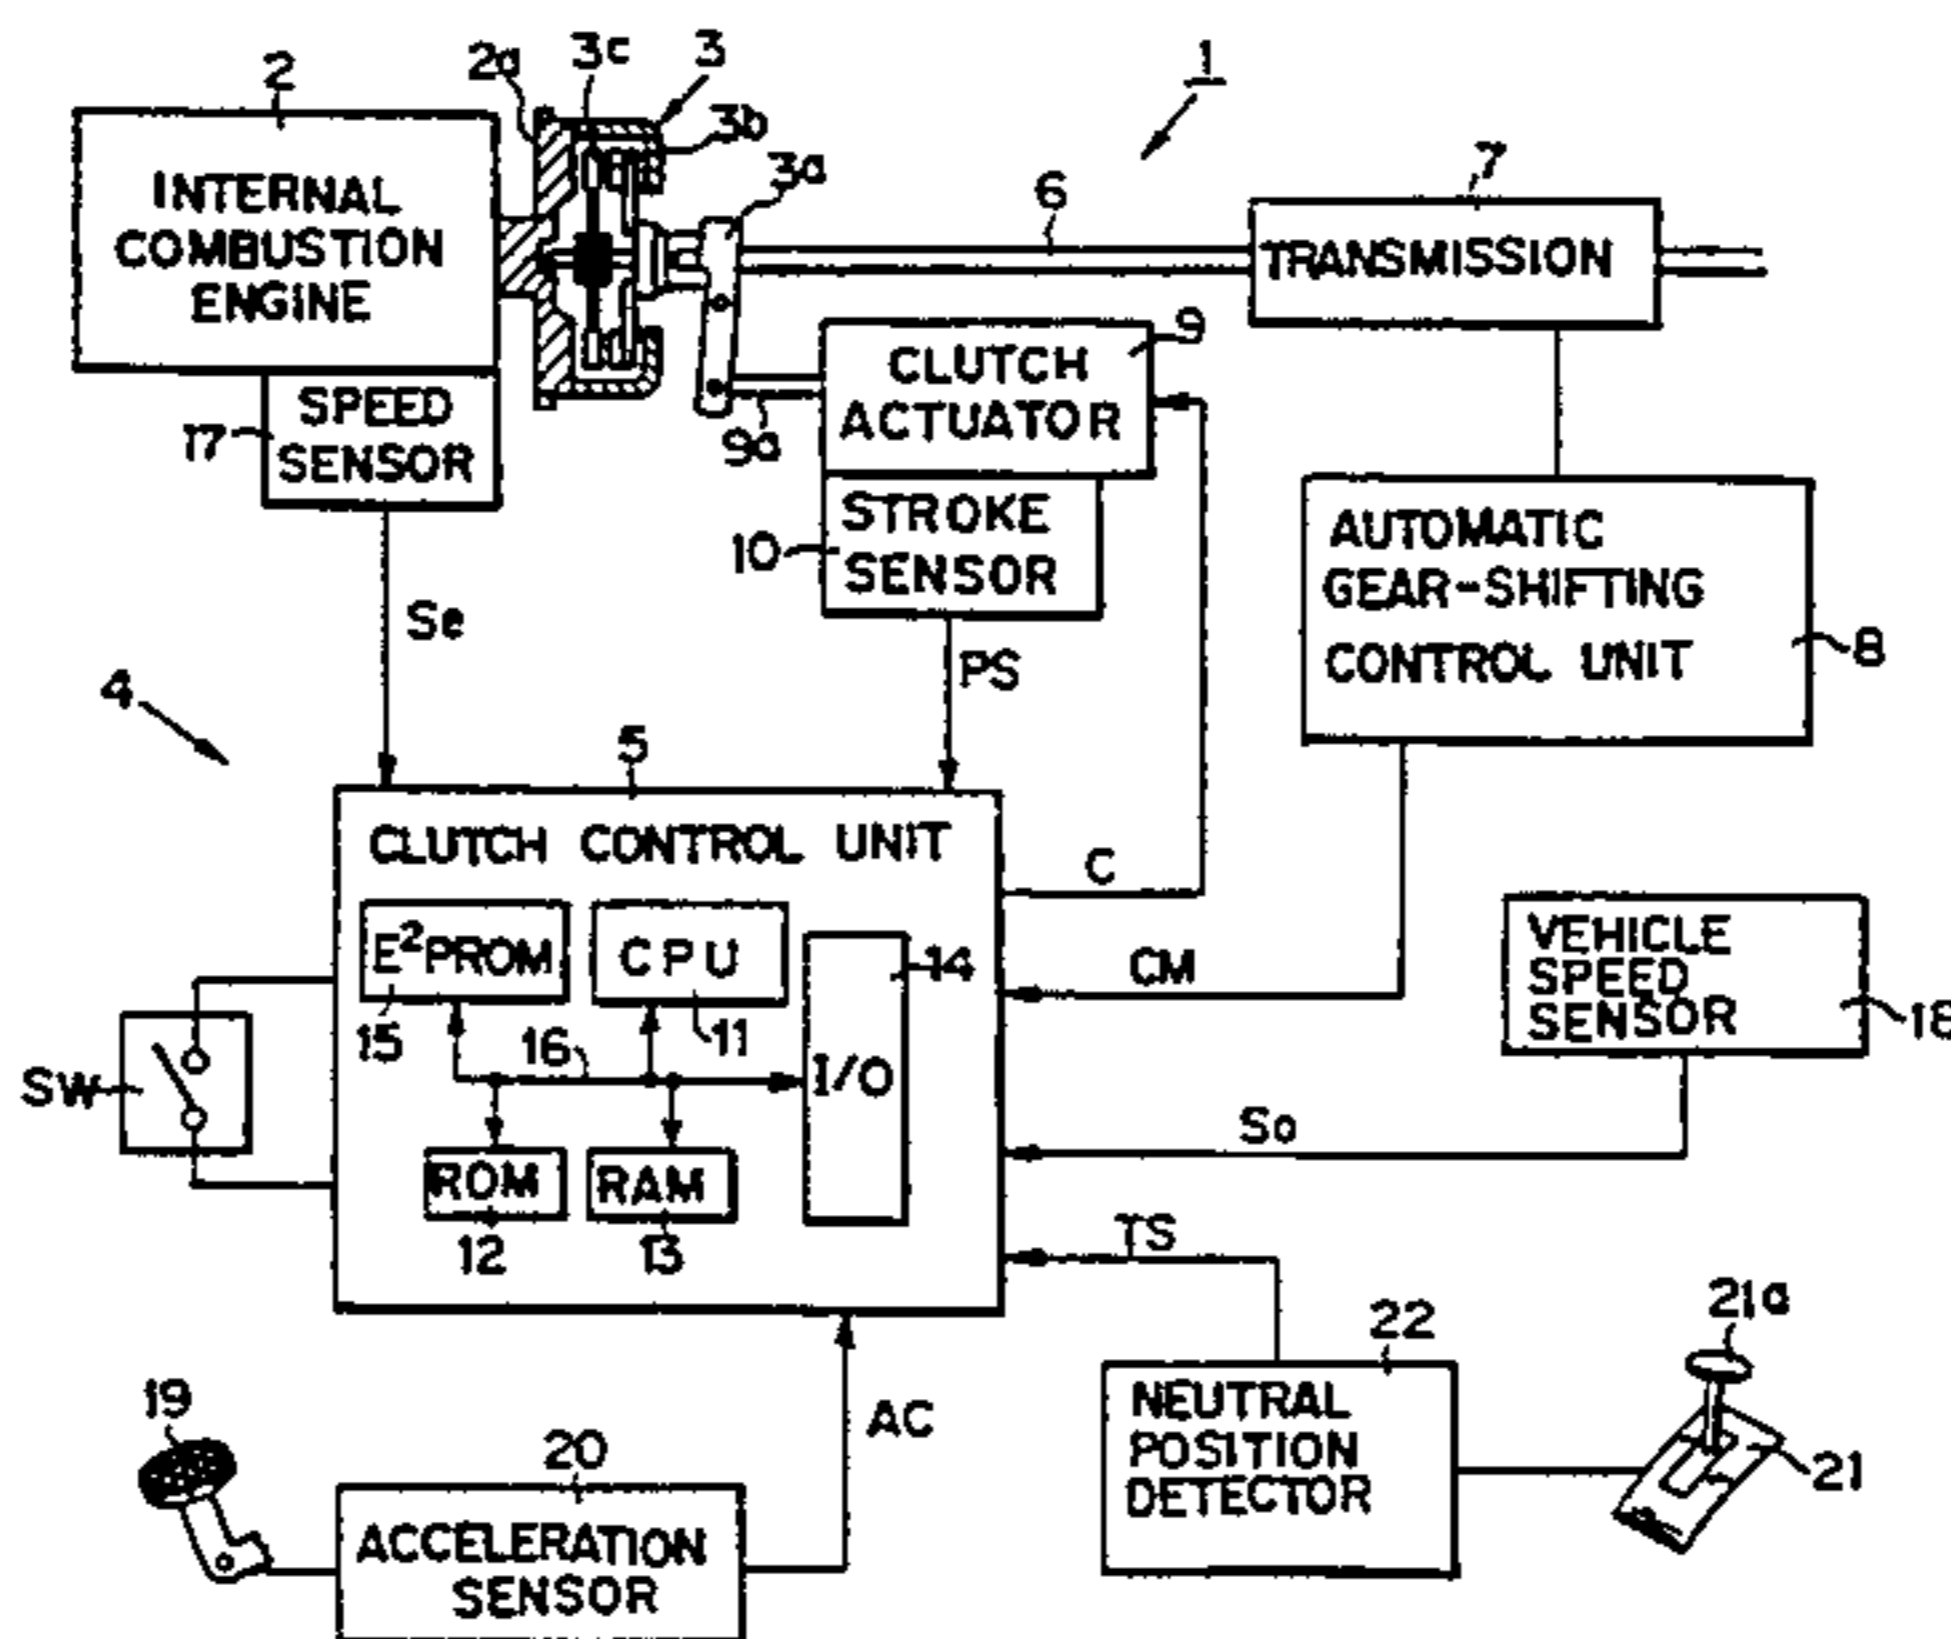 2
2a
3c
3
3b
3a
1
6
7
INTERNAL
COMBUSTION
ENGINE
TRANSMISSION
9
CLUTCH
ACTUATOR
9a
17
SPEED
SENSOR
10
STROKE
SENSOR
AUTOMATIC
GEAR-SHIFTING
CONTROL UNIT
8
Se
PS
4
5
CLUTCH CONTROL UNIT
C
E²PROM
CPU
14
CM
VEHICLE
SPEED
SENSOR
18
15
16
11
I/O
SW
So
ROM
RAM
12
13
TS
22
21a
NEUTRAL
POSITION
DETECTOR
21
19
20
AC
ACCELERATION
SENSOR